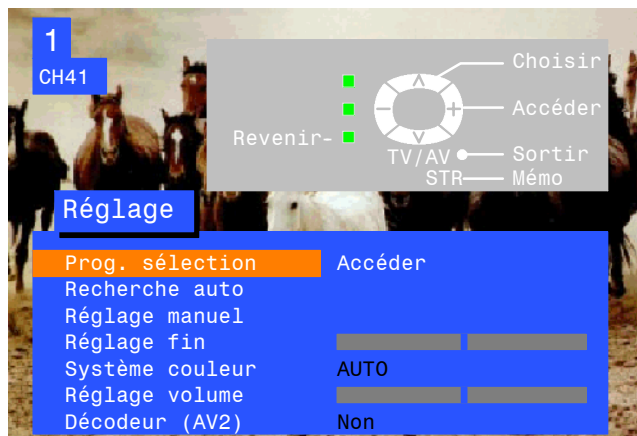 1
CH41
Choisir
Accéder
Revenir-
TV/AV Sortir
STR Mémo
Réglage
Prog. sélection Accéder
Recherche auto
Réglage manuel
Réglage fin
Système couleur AUTO
Réglage volume
Décodeur (AV2) Non